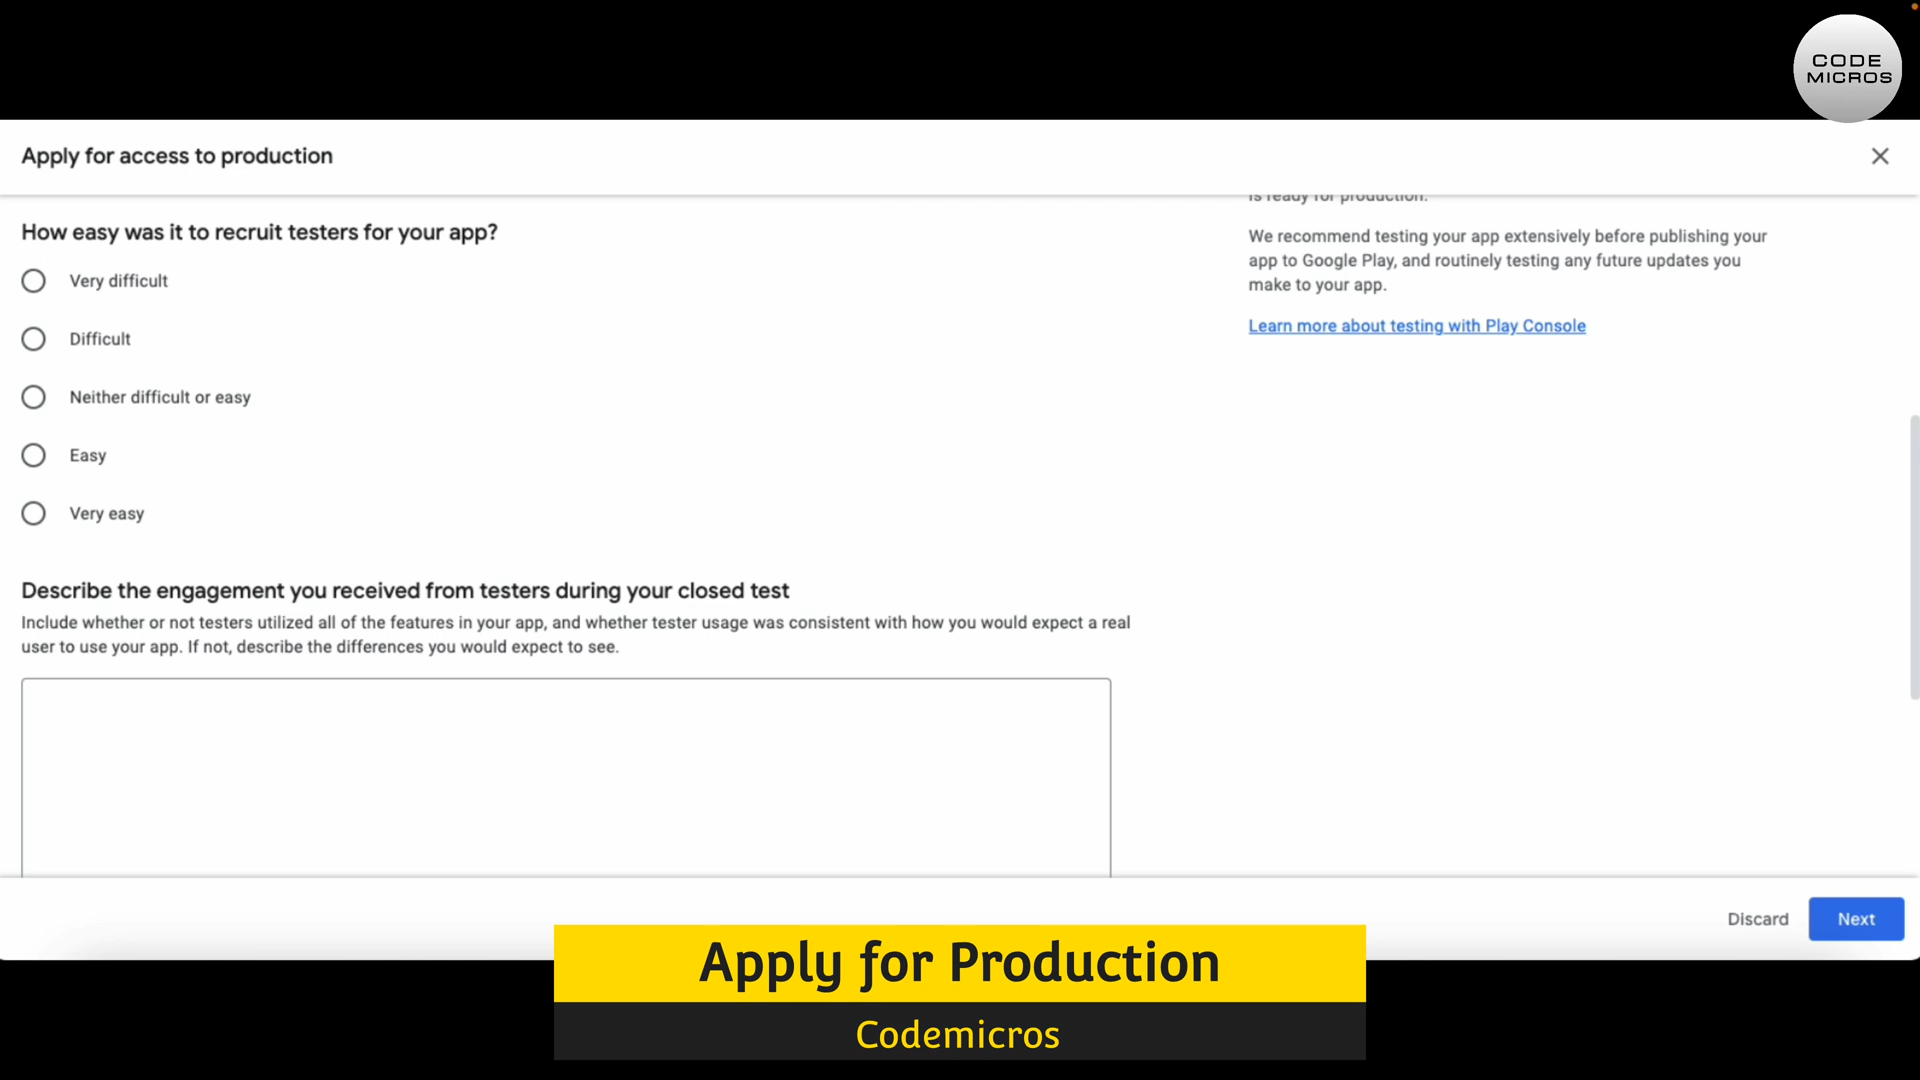 CODE
MICROS
Apply for access to production
How easy was it to recruit testers for your app?
Very difficult
Difficult
Neither difficult or easy
Easy
Very easy
is ready for production.
We recommend testing your app extensively before publishing your
app to Google Play, and routinely testing any future updates you
make to your app.
Learn more about testing with Play Console
Describe the engagement you received from testers during your closed test
Include whether or not testers utilized all of the features in your app, and whether tester usage was consistent with how you would expect a real
user to use your app. If not, describe the differences you would expect to see.
Discard
Next
Apply for Production
Codemicros